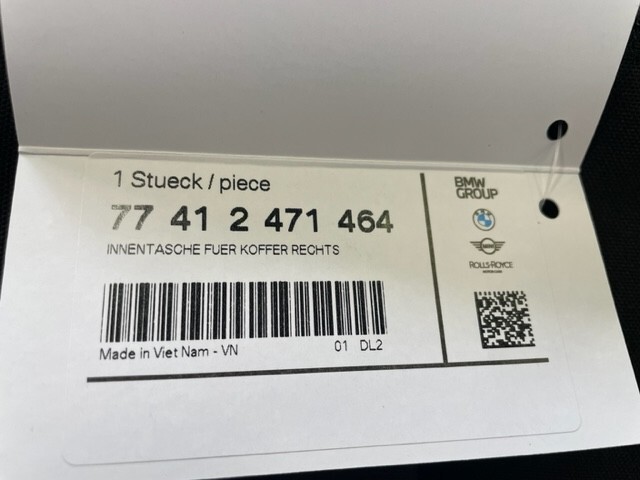 1 Stueck / piece
77 41 2 471 464
INNENTASCHE FUER KOFFER RECHTS
Made in Viet Nam - VN 01 DL2
BMW
GROUP
ROLLS-ROYCE